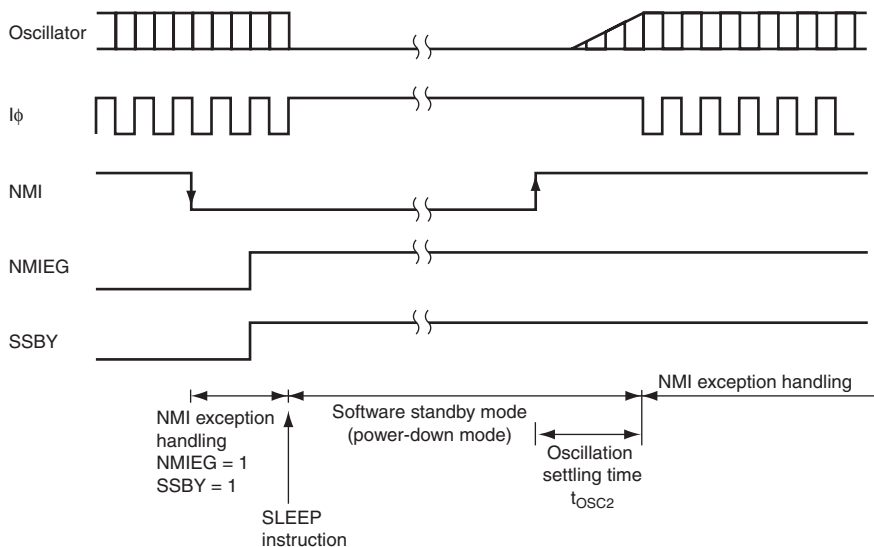 Oscillator
Iϕ
NMI
NMIEG
SSBY
NMI exception
handling
NMIEG = 1
SSBY = 1
Software standby mode
(power-down mode)
NMI exception handling
Oscillation
settling time
tOSC2
SLEEP
instruction